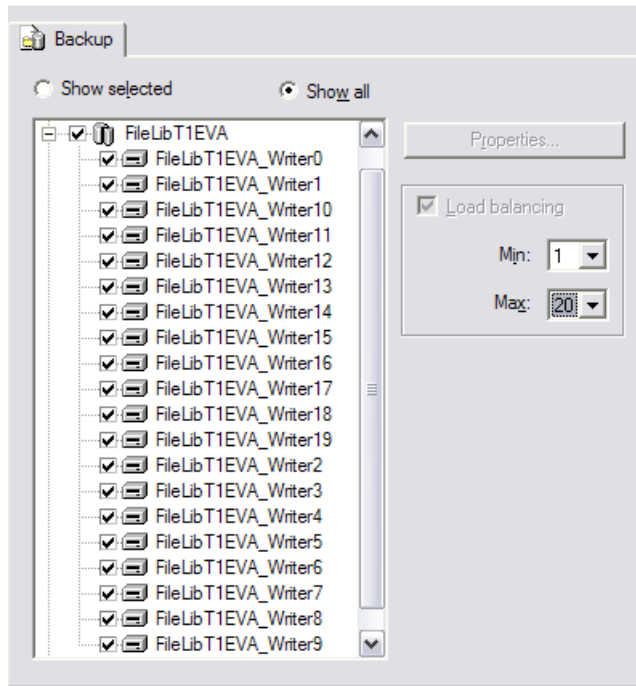 Backup
Show selected
Show all
FileLibT1EVA
Properties...
FileLibT1EVA_Writer0
FileLibT1EVA_Writer1
FileLibT1EVA_Writer10
FileLibT1EVA_Writer11
FileLibT1EVA_Writer12
FileLibT1EVA_Writer13
FileLibT1EVA_Writer14
FileLibT1EVA_Writer15
FileLibT1EVA_Writer16
FileLibT1EVA_Writer17
FileLibT1EVA_Writer18
FileLibT1EVA_Writer19
FileLibT1EVA_Writer2
FileLibT1EVA_Writer3
FileLibT1EVA_Writer4
FileLibT1EVA_Writer5
FileLibT1EVA_Writer6
FileLibT1EVA_Writer7
FileLibT1EVA_Writer8
FileLibT1EVA_Writer9
Load balancing
Min: 1
Max: 20